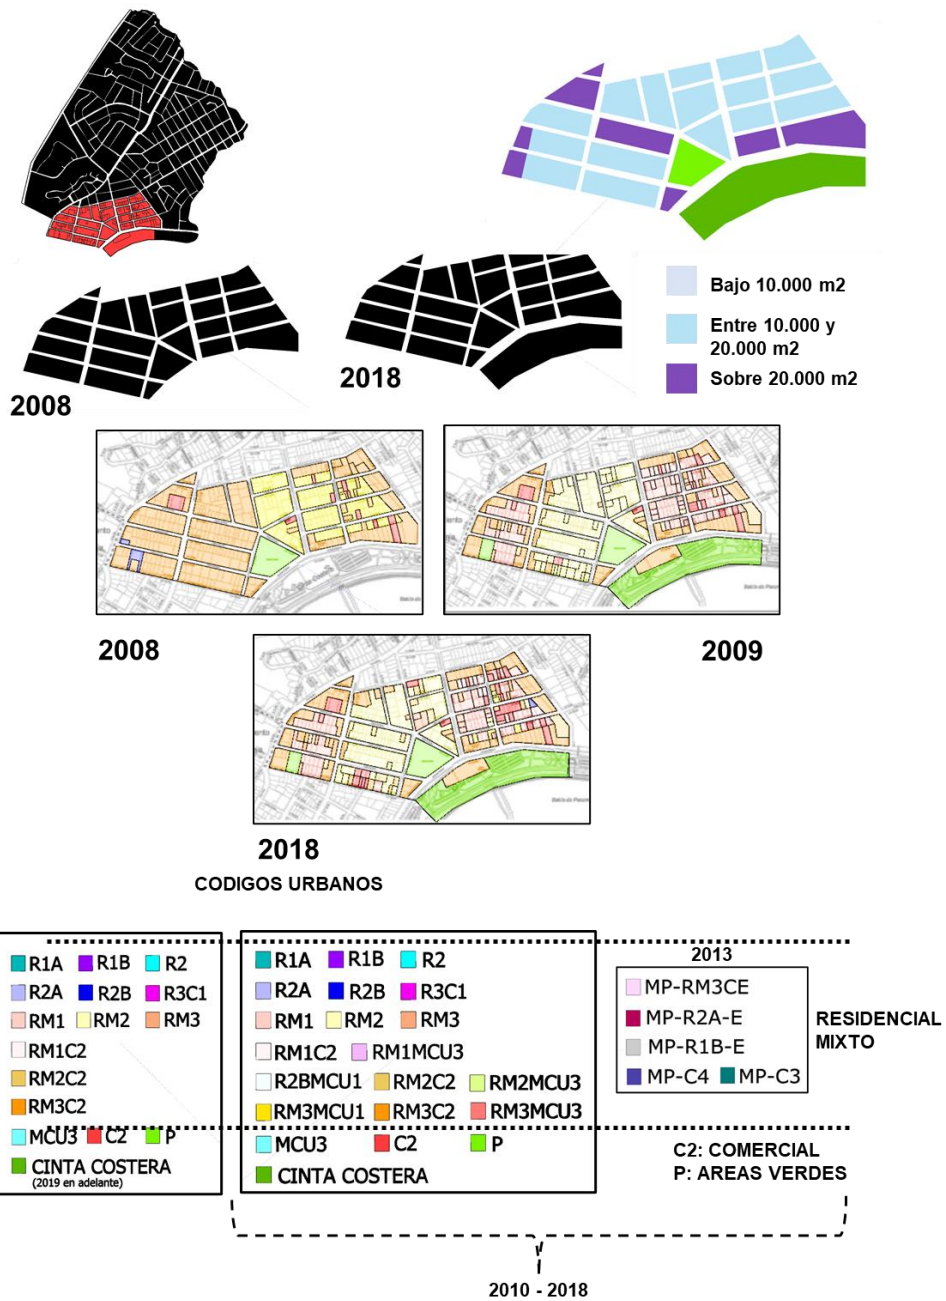 Bajo 10.000 m2
Entre 10.000 y
20.000 m2
Sobre 20.000 m2
2008
2018
2008
2009
2018
CODIGOS URBANOS
R1A R1B R2
R2A R2B R3C1
RM1 RM2 RM3
RM1C2
RM2C2
RM3C2
MCU3 C2 P
CINTA COSTERA
(2019 en adelante)
R1A R1B R2
R2A R2B R3C1
RM1 RM2 RM3
RM1C2 RM1MCU3
R2BMCU1 RM2C2 RM2MCU3
RM3MCU1 RM3C2 RM3MCU3
MCU3 C2 P
CINTA COSTERA
2013
MP-RM3CE
MP-R2A-E
MP-R1B-E
MP-C4 MP-C3
RESIDENCIAL
MIXTO
C2: COMERCIAL
P: AREAS VERDES
2010 - 2018